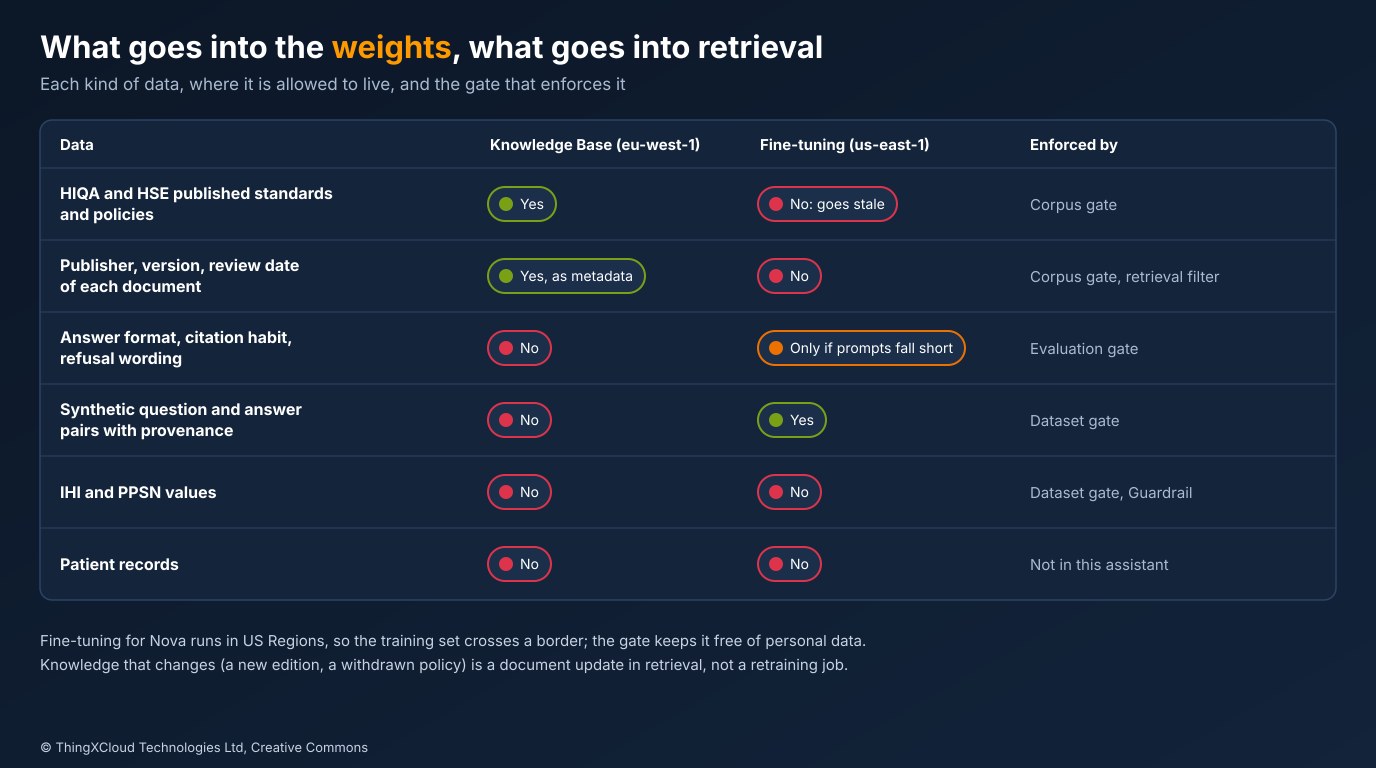 What goes into the weights, what goes into retrieval
Each kind of data, where it is allowed to live, and the gate that enforces it
Data
Knowledge Base (eu-west-1)
Fine-tuning (us-east-1)
Enforced by
HIQA and HSE published standards
and policies
Yes
No: goes stale
Corpus gate
Publisher, version, review date
of each document
Yes, as metadata
No
Corpus gate, retrieval filter
Answer format, citation habit,
refusal wording
No
Only if prompts fall short
Evaluation gate
Synthetic question and answer
pairs with provenance
No
Yes
Dataset gate
IHI and PPSN values
No
No
Dataset gate, Guardrail
Patient records
No
No
Not in this assistant
Fine-tuning for Nova runs in US Regions, so the training set crosses a border; the gate keeps it free of personal data.
Knowledge that changes (a new edition, a withdrawn policy) is a document update in retrieval, not a retraining job.
© ThingXCloud Technologies Ltd, Creative Commons